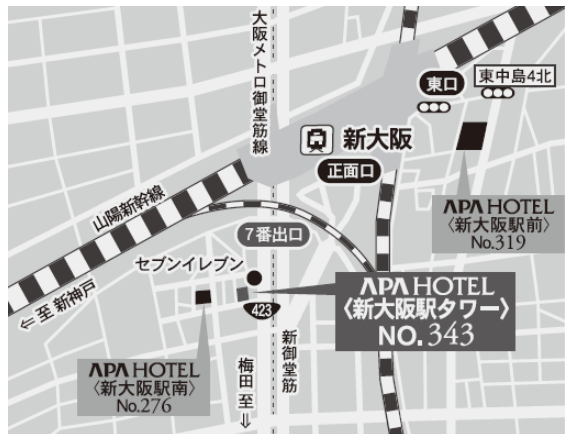 大阪メトロ御堂筋線
東口
東中島4北
新大阪
正面口
山陽新幹線
APA HOTEL
〈新大阪駅前〉
No.319
7番出口
セブンイレブン
← 至 新神戸
423
APA HOTEL
〈新大阪駅タワー〉
NO. 343
新御堂筋
APA HOTEL
〈新大阪駅南〉
No.276
梅田 至 ⇓